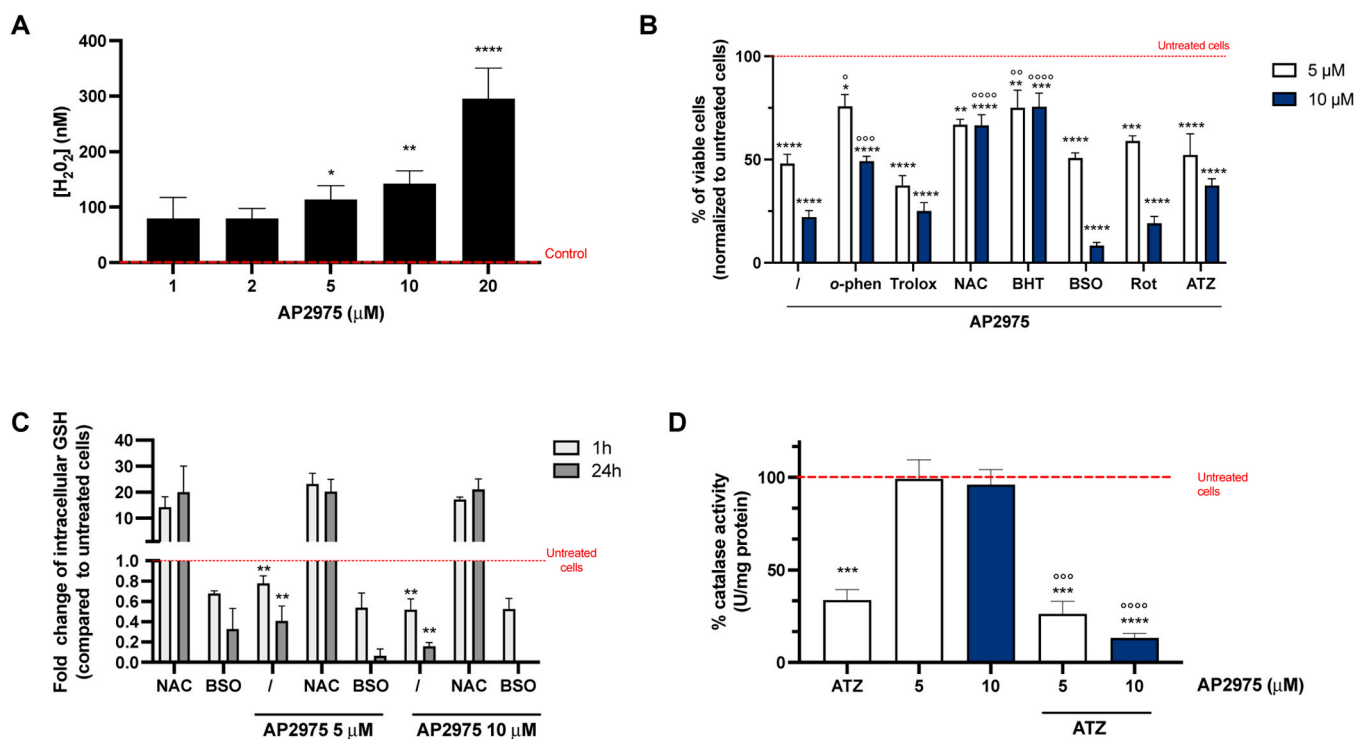 A
400
300
200
100
0
[H₂0₂] (nM)
*
**
****
Control
1 2 5 10 20
AP2975 (μM)
B
100
50
0
% of viable cells
(normalized to untreated cells)
Untreated cells
5 μM
10 μM
****
****
°
*
°°°
****
****
****
**
°°°°
****
°°
**
°°°°
***
****
****
***
****
****
****
/ o-phen Trolox NAC BHT BSO Rot ATZ
AP2975
C
40
30
20
10
1.0
0.8
0.6
0.4
0.2
0.0
Fold change of intracellular GSH
(compared to untreated cells)
1h
24h
Untreated
cells
**
**
**
**
NAC BSO / NAC BSO / NAC BSO
AP2975 5 μM AP2975 10 μM
D
100
50
0
% catalase activity
(U/mg protein)
Untreated
cells
***
°°°
***
°°°°
****
ATZ 5 10 5 10 AP2975 (μM)
ATZ